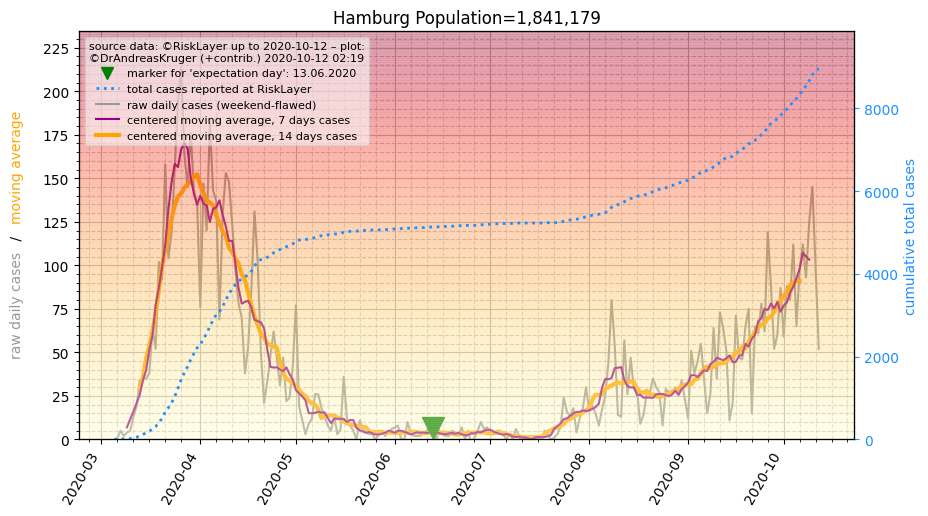 Hamburg Population=1,841,179
source data: ©RiskLayer up to 2020-10-12 – plot:
©DrAndreasKruger (+contrib.) 2020-10-12 02:19
marker for 'expectation day': 13.06.2020
total cases reported at RiskLayer
raw daily cases (weekend-flawed)
centered moving average, 7 days cases
centered moving average, 14 days cases
raw daily cases / moving average
225
200
175
150
125
100
75
50
25
0
8000
6000
4000
2000
0
cumulative total cases
2020-03
2020-04
2020-05
2020-06
2020-07
2020-08
2020-09
2020-10